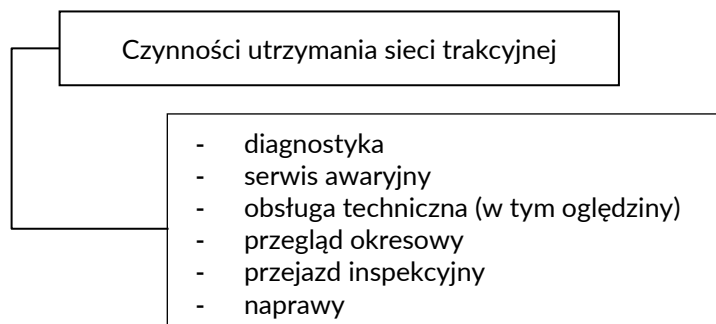 Czynności utrzymania sieci trakcyjnej
- diagnostyka
- serwis awaryjny
- obsługa techniczna (w tym oględziny)
- przegląd okresowy
- przejazd inspekcyjny
- naprawy